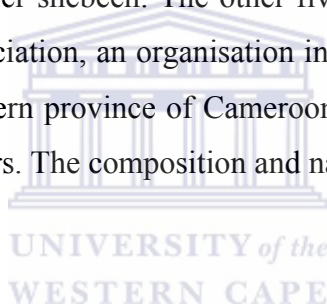 er shebeen. The other
ciation, an organisation in
ern province of Cameroon
rs. The composition and na
UNIVERSITY of the
WESTERN CAPE